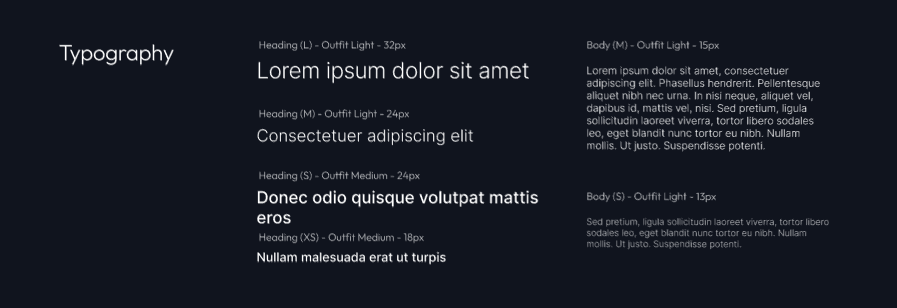 Typography
Heading (L) - Outfit Light - 32px
Lorem ipsum dolor sit amet
Heading (M) - Outfit Light - 24px
Consectetuer adipiscing elit
Heading (S) - Outfit Medium - 24px
Donec odio quisque volutpat mattis
eros
Heading (XS) - Outfit Medium - 18px
Nullam malesuada erat ut turpis
Body (M) - Outfit Light - 15px
Lorem ipsum dolor sit amet, consectetuer
adipiscing elit. Phasellus hendrerit. Pellentesque
aliquet nibh nec urna. In nisi neque, aliquet vel,
dapibus id, mattis vel, nisi. Sed pretium, ligula
sollicitudin laoreet viverra, tortor libero sodales
leo, eget blandit nunc tortor eu nibh. Nullam
mollis. Ut justo. Suspendisse potenti.
Body (S) - Outfit Light - 13px
Sed pretium, ligula sollicitudin laoreet viverra, tortor libero
sodales leo, eget blandit nunc tortor eu nibh. Nullam
mollis. Ut justo. Suspendisse potenti.